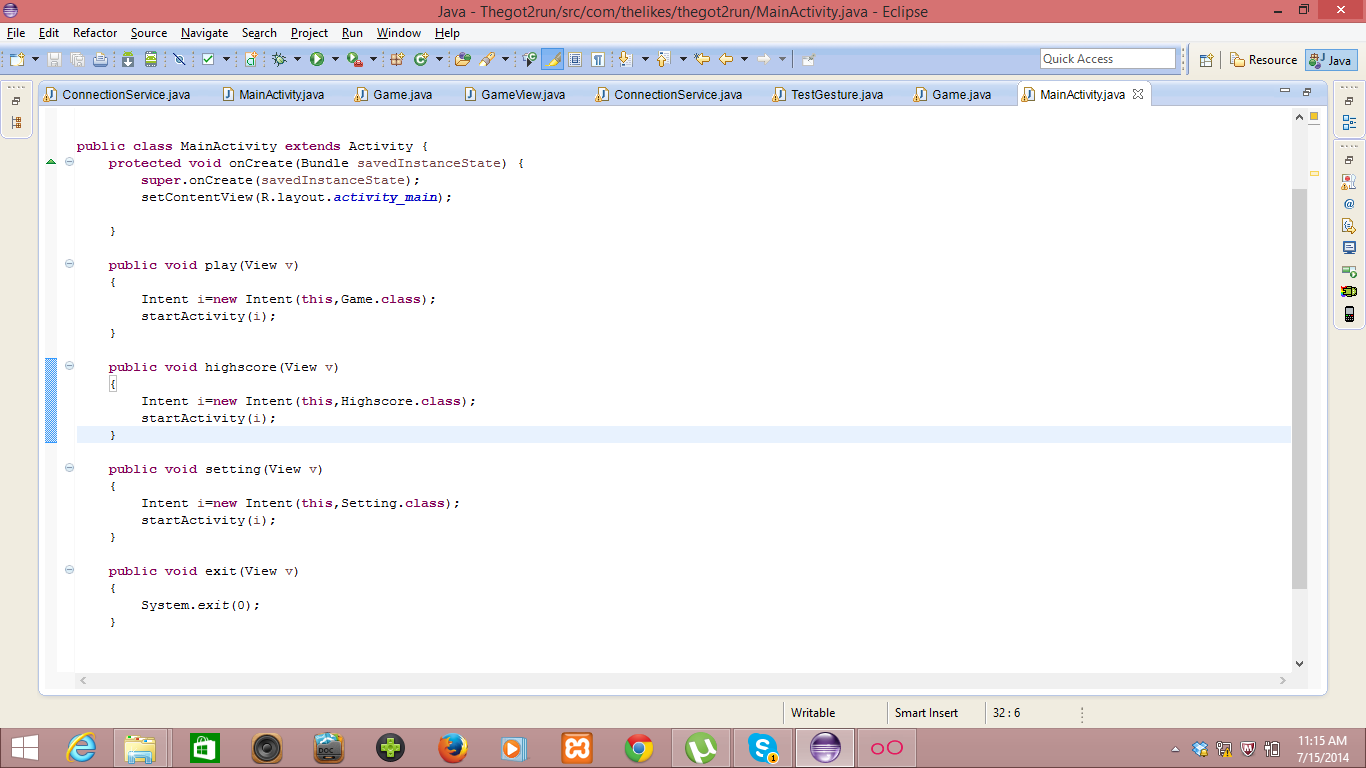 Java - Thegot2run/src/com/thelikes/thegot2run/MainActivity.java - Eclipse
File Edit Refactor Source Navigate Search Project Run Window Help
Quick Access
Resource
Java
ConnectionService.java MainActivity.java Game.java GameView.java ConnectionService.java TestGesture.java Game.java MainActivity.java
public class MainActivity extends Activity {
protected void onCreate(Bundle savedInstanceState) {
super.onCreate(savedInstanceState);
setContentView(R.layout.activity_main);
}
public void play(View v)
{
Intent i=new Intent(this,Game.class);
startActivity(i);
}
public void highscore(View v)
{
Intent i=new Intent(this,Highscore.class);
startActivity(i);
}
public void setting(View v)
{
Intent i=new Intent(this,Setting.class);
startActivity(i);
}
public void exit(View v)
{
System.exit(0);
}
Writable Smart Insert 32 : 6
DOC
1
11:15 AM
7/15/2014